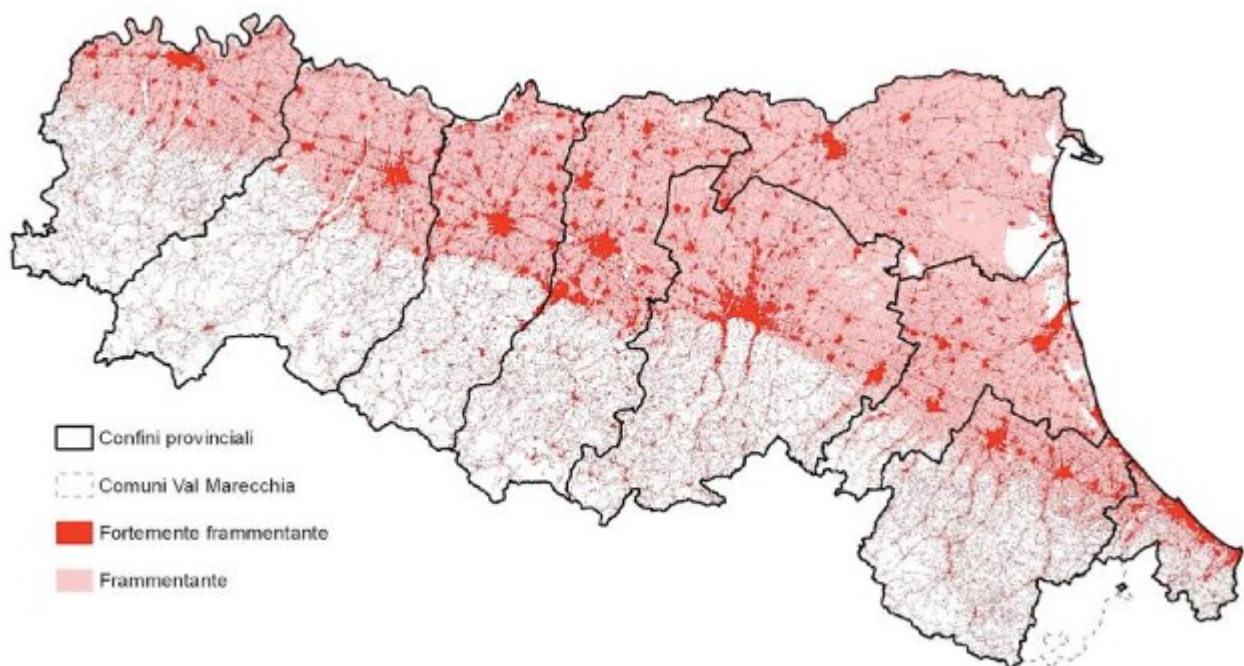 Confini provinciali
Comuni Val Marecchia
Fortemente frammentante
Frammentante